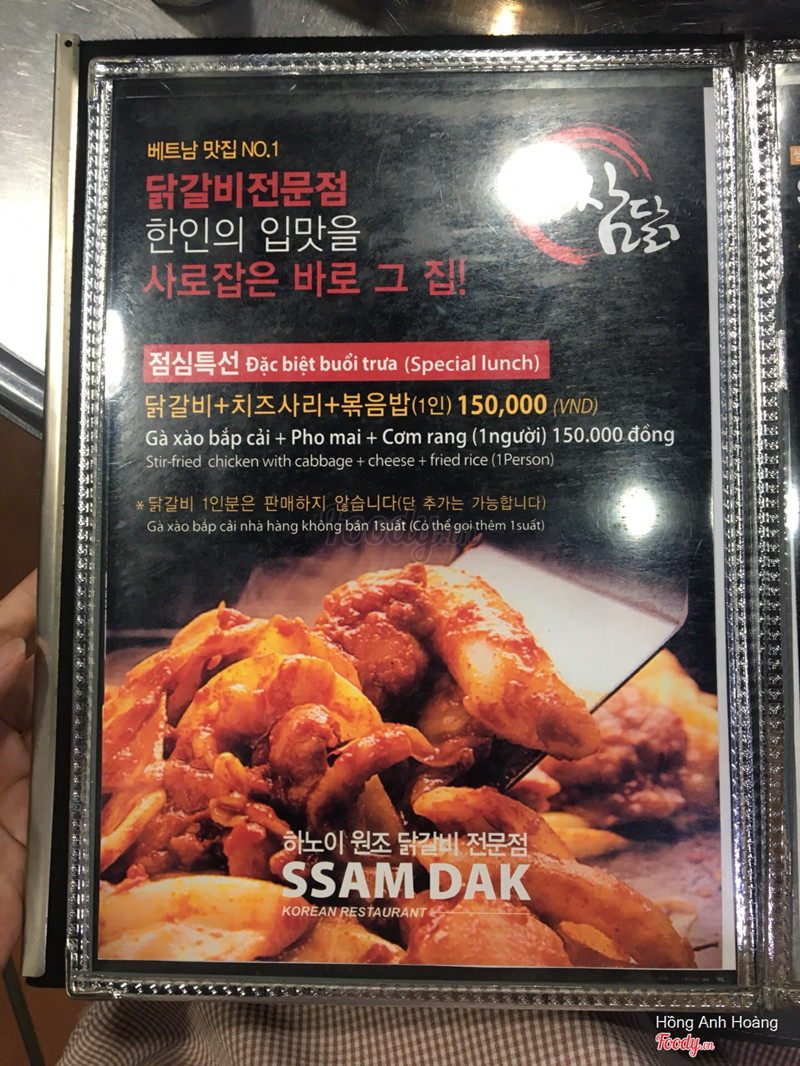 베트남 맛집 NO.1
닭갈비전문점
한인의 입맛을
사로잡은 바로 그 집!
쌈닭
점심특선 Đặc biệt buổi trưa (Special lunch)
닭갈비+치즈사리+볶음밥(1인) 150,000 (VND)
Gà xào bắp cải + Pho mai + Cơm rang (1người) 150.000 đồng
Stir-fried chicken with cabbage + cheese + fried rice (1Person)
* 닭갈비 1인분은 판매하지 않습니다(단 추가는 가능합니다)
Gà xào bắp cải nhà hàng không bán 1suất (Có thể gọi thêm 1suất)
Foody.vn
하노이 원조 닭갈비 전문점
SSAM DAK
KOREAN RESTAURANT
Hồng Anh Hoàng
Foody.vn